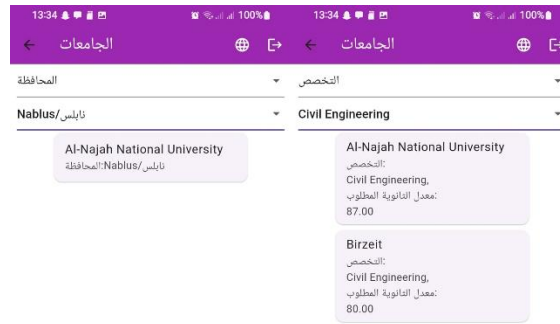 13:34
100%
الجامعات
المحافظة
Nablus/نابلس
Al-Najah National University
المحافظة:Nablus/نابلس
13:34
100%
الجامعات
التخصص
Civil Engineering
Al-Najah National University
التخصص:
Civil Engineering,
معدل الثانوية المطلوب:
87.00
Birzeit
التخصص:
Civil Engineering,
معدل الثانوية المطلوب:
80.00